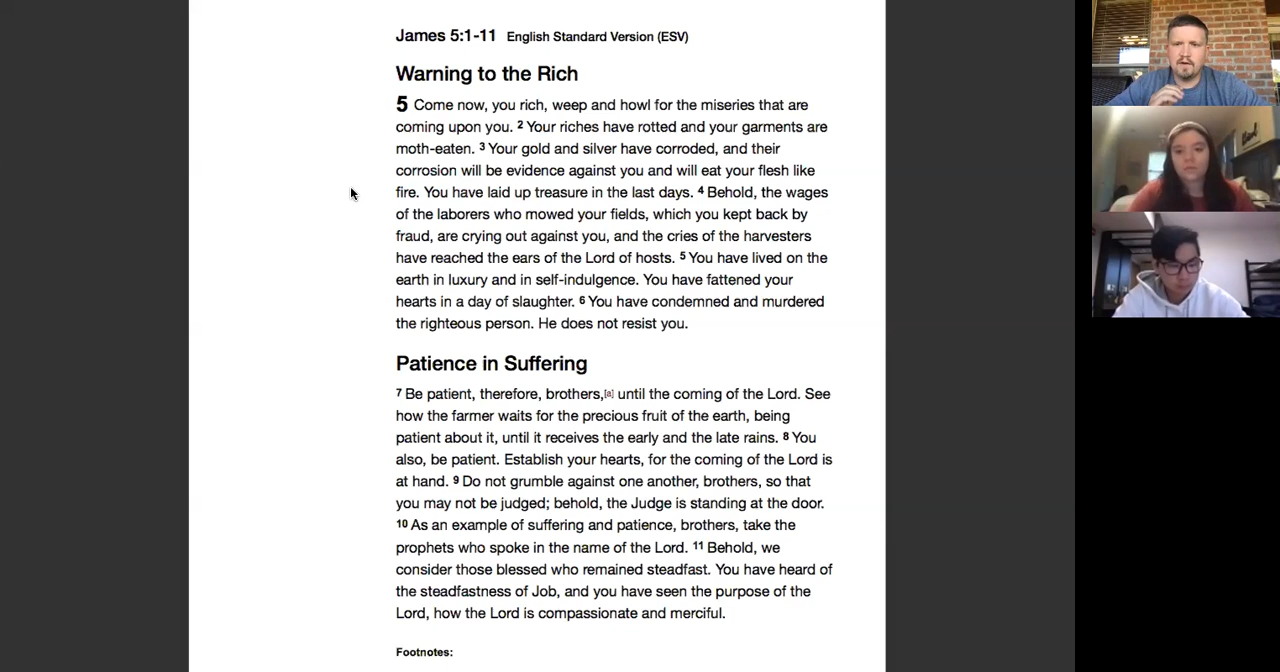 James 5:1-11 English Standard Version (ESV)
Warning to the Rich
5 Come now, you rich, weep and howl for the miseries that are
coming upon you. 2 Your riches have rotted and your garments are
moth-eaten. 3 Your gold and silver have corroded, and their
corrosion will be evidence against you and will eat your flesh like
fire. You have laid up treasure in the last days. 4 Behold, the wages
of the laborers who mowed your fields, which you kept back by
fraud, are crying out against you, and the cries of the harvesters
have reached the ears of the Lord of hosts. 5 You have lived on the
earth in luxury and in self-indulgence. You have fattened your
hearts in a day of slaughter. 6 You have condemned and murdered
the righteous person. He does not resist you.
Patience in Suffering
7 Be patient, therefore, brothers,[a] until the coming of the Lord. See
how the farmer waits for the precious fruit of the earth, being
patient about it, until it receives the early and the late rains. 8 You
also, be patient. Establish your hearts, for the coming of the Lord is
at hand. 9 Do not grumble against one another, brothers, so that
you may not be judged; behold, the Judge is standing at the door.
10 As an example of suffering and patience, brothers, take the
prophets who spoke in the name of the Lord. 11 Behold, we
consider those blessed who remained steadfast. You have heard of
the steadfastness of Job, and you have seen the purpose of the
Lord, how the Lord is compassionate and merciful.
Footnotes: